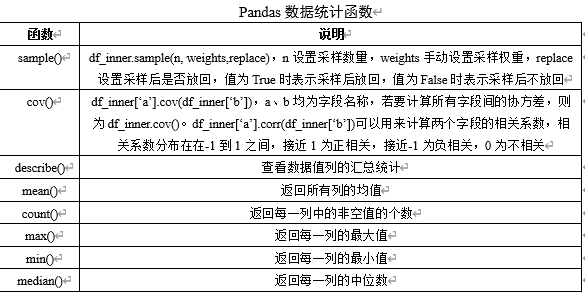 Pandas 数据统计函数
函数 说明
sample() df_inner.sample(n, weights,replace)，n 设置采样数量，weights 手动设置采样权重，replace
设置采样后是否放回，值为 True 时表示采样后放回，值为 False 时表示采样后不放回
cov() df_inner[‘a’].cov(df_inner[‘b’])，a、b 均为字段名称，若要计算所有字段间的协方差，则
为 df_inner.cov()。df_inner[‘a’].corr(df_inner[‘b’])可以用来计算两个字段的相关系数，相
关系数分布在在-1 到 1 之间，接近 1 为正相关，接近-1 为负相关，0 为不相关
describe() 查看数据值列的汇总统计
mean() 返回所有列的均值
count() 返回每一列中的非空值的个数
max() 返回每一列的最大值
min() 返回每一列的最小值
median() 返回每一列的中位数